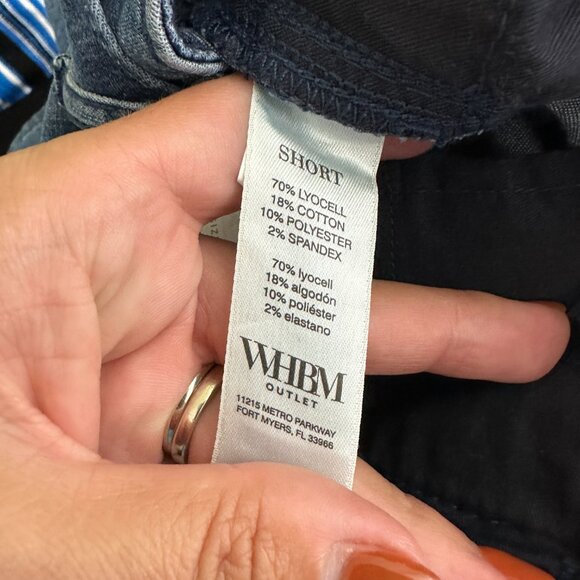 SHORT
70% LYOCELL
18% COTTON
10% POLYESTER
2% SPANDEX
70% lyocell
18% algodón
10% poliéster
2% elastano
WHBM
OUTLET
11215 METRO PARKWAY
FORT MYERS, FL 33966